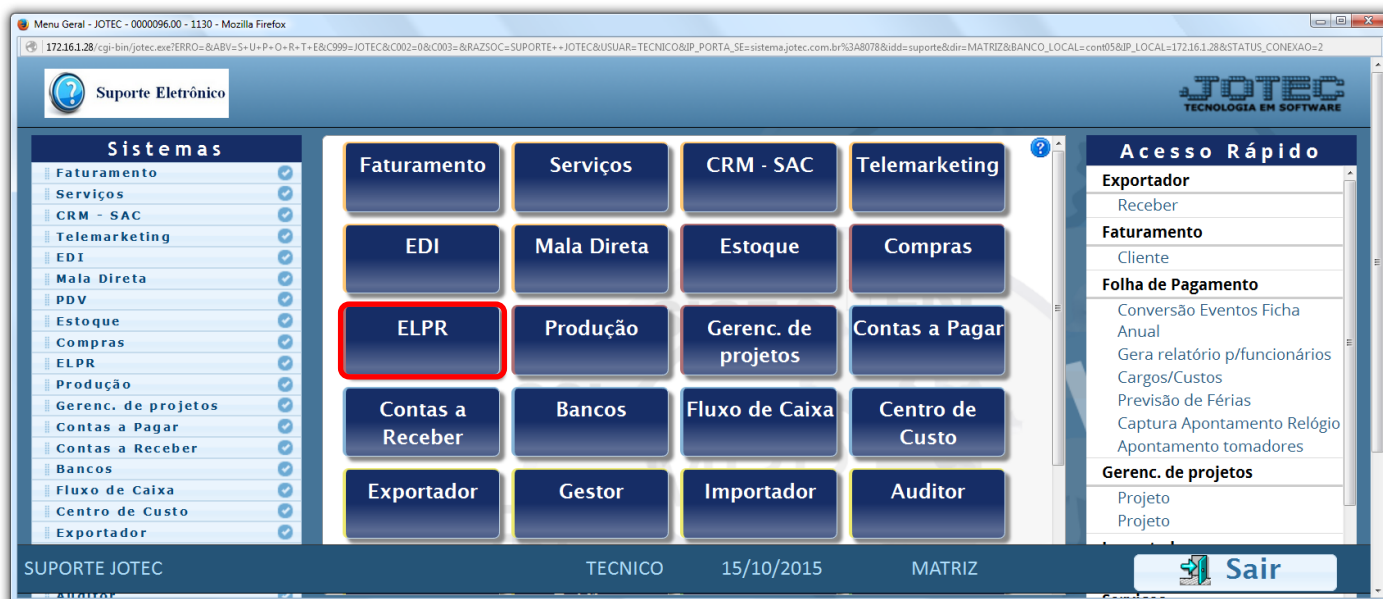 Menu Geral - JOTEC - 0000096.00 - 1130 - Mozilla Firefox
172.16.1.28/cgi-bin/jotec.exe?ERRO=&ABV=S+U+P+O+R+T+E&C999=JOTEC&C002=0&C003=&RAZSOC=SUPORTE++JOTEC&USUAR=TECNICO&IP_PORTA_SE=sistema.jotec.com.br%3A8078&idd=suporte&dir=MATRIZ&BANCO_LOCAL=cont05&IP_LOCAL=172.16.1.28&STATUS_CONEXAO=2
Suporte Eletrônico
JOTEC
TECNOLOGIA EM SOFTWARE
Sistemas
Faturamento
Serviços
CRM - SAC
Telemarketing
EDI
Mala Direta
PDV
Estoque
Compras
ELPR
Produção
Gerenc. de projetos
Contas a Pagar
Contas a Receber
Bancos
Fluxo de Caixa
Centro de Custo
Exportador
Auditor
Faturamento
Serviços
CRM - SAC
Telemarketing
EDI
Mala Direta
Estoque
Compras
ELPR
Produção
Gerenc. de
projetos
Contas a Pagar
Contas a
Receber
Bancos
Fluxo de Caixa
Centro de
Custo
Exportador
Gestor
Importador
Auditor
Acesso Rápido
Exportador
Receber
Faturamento
Cliente
Folha de Pagamento
Conversão Eventos Ficha
Anual
Gera relatório p/funcionários
Cargos/Custos
Previsão de Férias
Captura Apontamento Relógio
Apontamento tomadores
Gerenc. de projetos
Projeto
Projeto
SUPORTE JOTEC
TECNICO
15/10/2015
MATRIZ
Sair